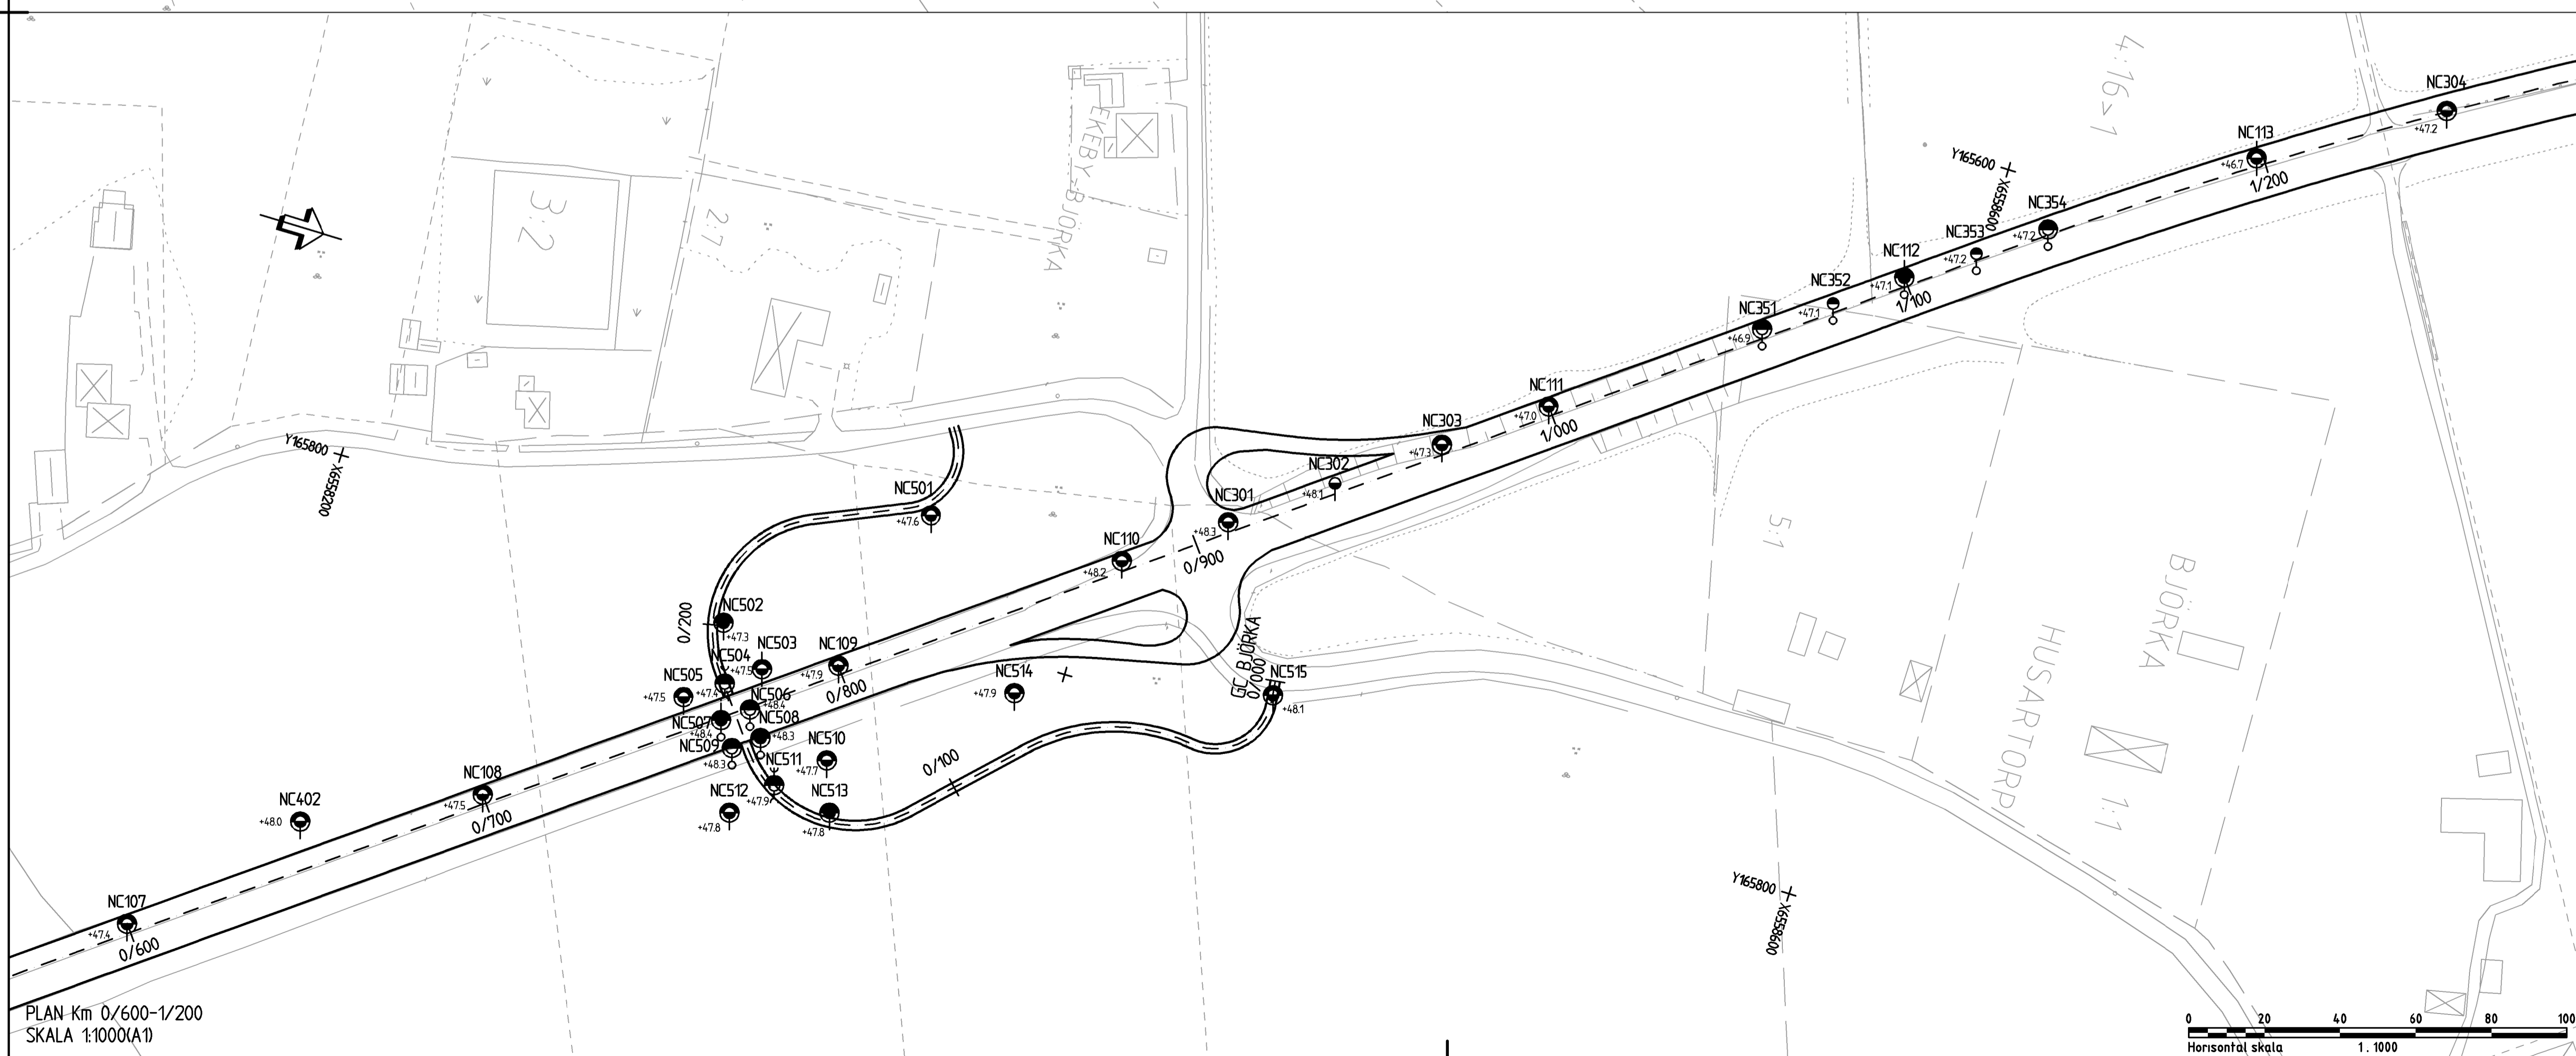 NC304
+47.2
4:16>1
NC113
+46.7
1/200
Y165600
X6558600
NC354
+47.2
NC353
+47.2
NC112
+47.1
1/100
NC352
+47.1
NC351
+46.9
EKEBY-BJÖRKA
3:2
2:7
NC111
+47.0
1/000
NC303
+47.3
NC302
+48.1
NC301
+48.3
0/900
Y165800
X6558200
NC501
+47.6
NC110
+48.2
5:1
BJÖRKA
HUSARTORP
1:1
0/200
NC502
+47.3
NC503
+47.5
NC504
+47.4
NC109
+47.9
0/800
NC505
+47.5
NC506
+48.4
NC514
+47.9
GC BJÖRKA
0/000
NC515
+48.1
NC507
+48.4
NC508
+48.3
NC509
+48.3
NC510
+47.7
NC511
+47.9
0/100
NC512
+47.8
NC513
+47.8
NC108
+47.5
0/700
NC402
+48.0
Y165800
X6558600
NC107
+47.4
0/600
PLAN Km 0/600-1/200
SKALA 1:1000(A1)
0 20 40 60 80 100
Horisontal skala 1 . 1000